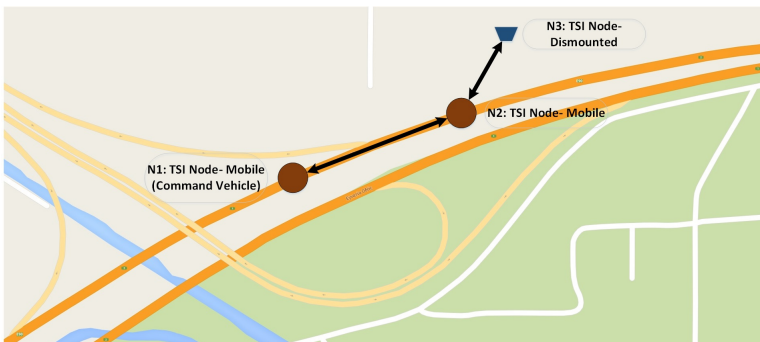 N3: TSI Node-
Dismounted
N2: TSI Node- Mobile
N1: TSI Node- Mobile
(Command Vehicle)